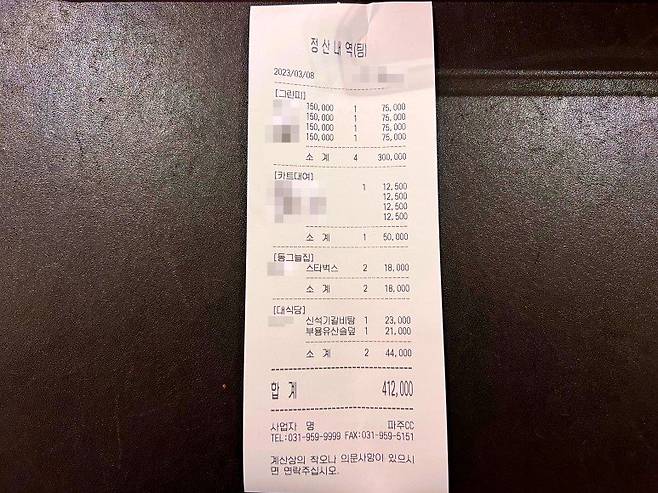 정산내역(팀)
2023/03/08
[그린피]
150,000 1 75,000
150,000 1 75,000
150,000 1 75,000
150,000 1 75,000
소 계 4 300,000
[카트대여]
1 12,500
12,500
12,500
12,500
소 계 1 50,000
[동그늘집]
스타벅스 2 18,000
소 계 2 18,000
[대식당]
신석기갈비탕 1 23,000
부용유산슬덮 1 21,000
소 계 2 44,000
합 계 412,000
사업자 명 파주CC
TEL:031-959-9999 FAX:031-959-5151
계산상의 착오나 의문사항이 있으시
면 연락주십시오.